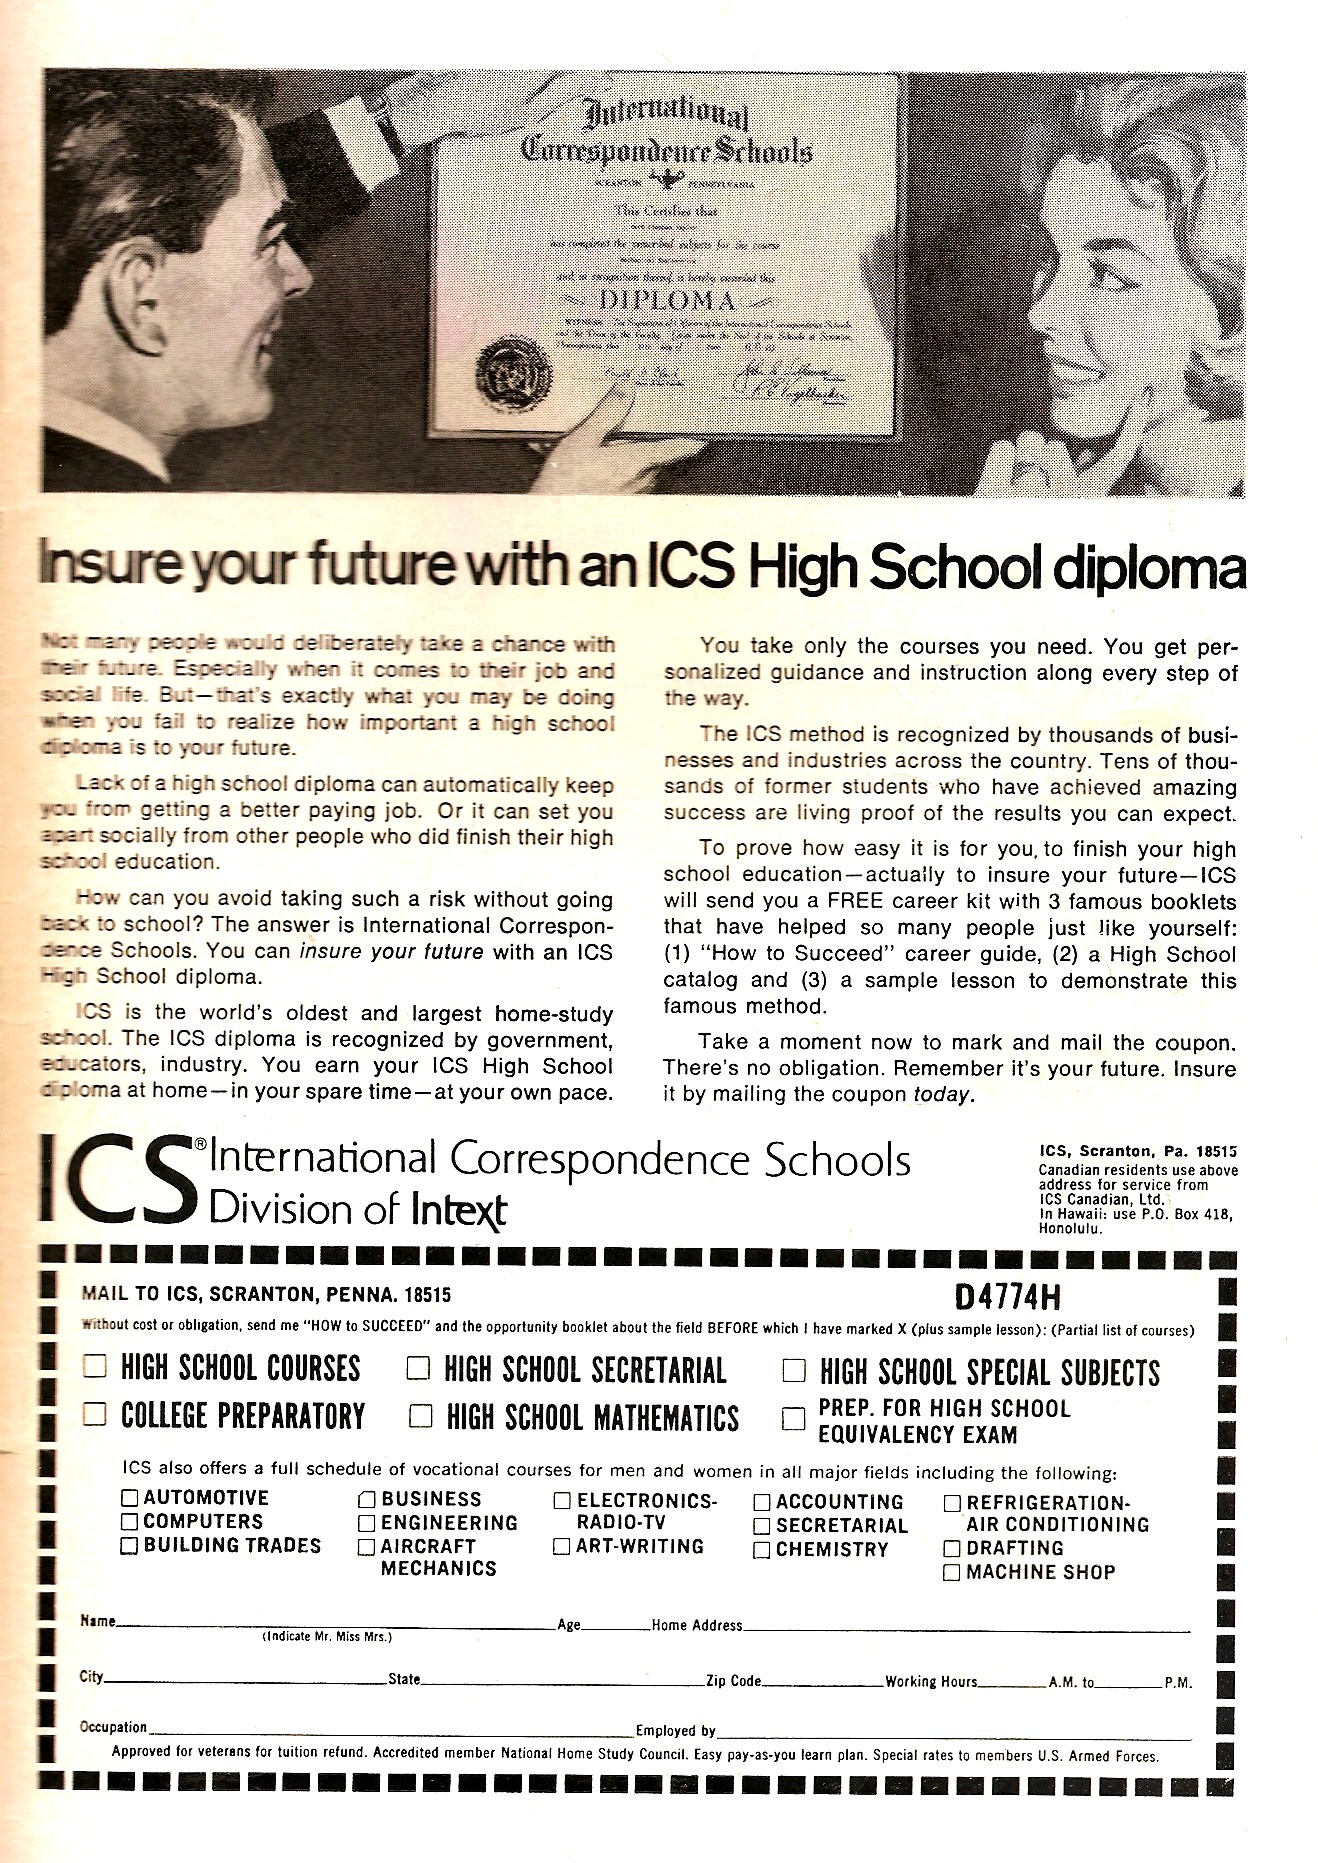 International
Correspondence Schools
SCRANTON PENNSYLVANIA
This Certifies that
has completed the prescribed subjects for the course
and in recognition thereof is hereby awarded this
DIPLOMA
Insure your future with an ICS High School diploma
Not many people would deliberately take a chance with
their future. Especially when it comes to their job and
social life. But—that's exactly what you may be doing
when you fail to realize how important a high school
diploma is to your future.
Lack of a high school diploma can automatically keep
you from getting a better paying job. Or it can set you
apart socially from other people who did finish their high
school education.
How can you avoid taking such a risk without going
back to school? The answer is International Correspon-
dence Schools. You can insure your future with an ICS
High School diploma.
ICS is the world's oldest and largest home-study
school. The ICS diploma is recognized by government,
educators, industry. You earn your ICS High School
diploma at home—in your spare time—at your own pace.
You take only the courses you need. You get per-
sonalized guidance and instruction along every step of
the way.
The ICS method is recognized by thousands of busi-
nesses and industries across the country. Tens of thou-
sands of former students who have achieved amazing
success are living proof of the results you can expect.
To prove how easy it is for you, to finish your high
school education—actually to insure your future—ICS
will send you a FREE career kit with 3 famous booklets
that have helped so many people just like yourself:
(1) "How to Succeed" career guide, (2) a High School
catalog and (3) a sample lesson to demonstrate this
famous method.
Take a moment now to mark and mail the coupon.
There's no obligation. Remember it's your future. Insure
it by mailing the coupon today.
ICS® International Correspondence Schools
Division of Intext
ICS, Scranton, Pa. 18515
Canadian residents use above
address for service from
ICS Canadian, Ltd.
In Hawaii: use P.O. Box 418,
Honolulu.
MAIL TO ICS, SCRANTON, PENNA. 18515 D4774H
Without cost or obligation, send me "HOW to SUCCEED" and the opportunity booklet about the field BEFORE which I have marked X (plus sample lesson): (Partial list of courses)
☐ HIGH SCHOOL COURSES ☐ HIGH SCHOOL SECRETARIAL ☐ HIGH SCHOOL SPECIAL SUBJECTS
☐ COLLEGE PREPARATORY ☐ HIGH SCHOOL MATHEMATICS ☐ PREP. FOR HIGH SCHOOL
EQUIVALENCY EXAM
ICS also offers a full schedule of vocational courses for men and women in all major fields including the following:
☐ AUTOMOTIVE
☐ COMPUTERS
☐ BUILDING TRADES
☐ BUSINESS
☐ ENGINEERING
☐ AIRCRAFT
MECHANICS
☐ ELECTRONICS-
RADIO-TV
☐ ART-WRITING
☐ ACCOUNTING
☐ SECRETARIAL
☐ CHEMISTRY
☐ REFRIGERATION-
AIR CONDITIONING
☐ DRAFTING
☐ MACHINE SHOP
Name Age Home Address
(Indicate Mr. Miss Mrs.)
City State Zip Code Working Hours A.M. to P.M.
Occupation Employed by
Approved for veterans for tuition refund. Accredited member National Home Study Council. Easy pay-as-you learn plan. Special rates to members U.S. Armed Forces.